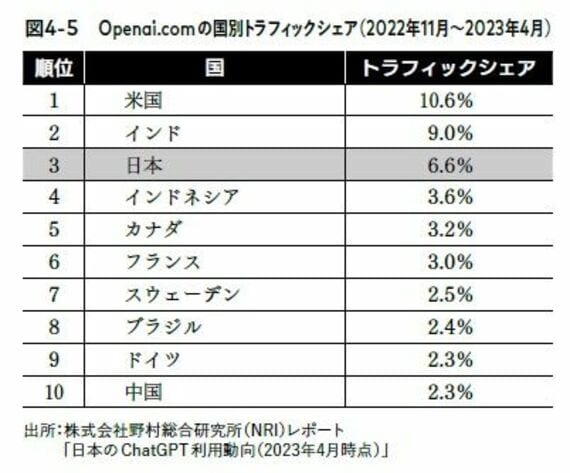 図4-5 Openai.comの国別トラフィックシェア(2022年11月～2023年4月)
順位 国 トラフィックシェア
1 米国 10.6%
2 インド 9.0%
3 日本 6.6%
4 インドネシア 3.6%
5 カナダ 3.2%
6 フランス 3.0%
7 スウェーデン 2.5%
8 ブラジル 2.4%
9 ドイツ 2.3%
10 中国 2.3%
出所:株式会社野村総合研究所(NRI)レポート
「日本のChatGPT利用動向(2023年4月時点)」